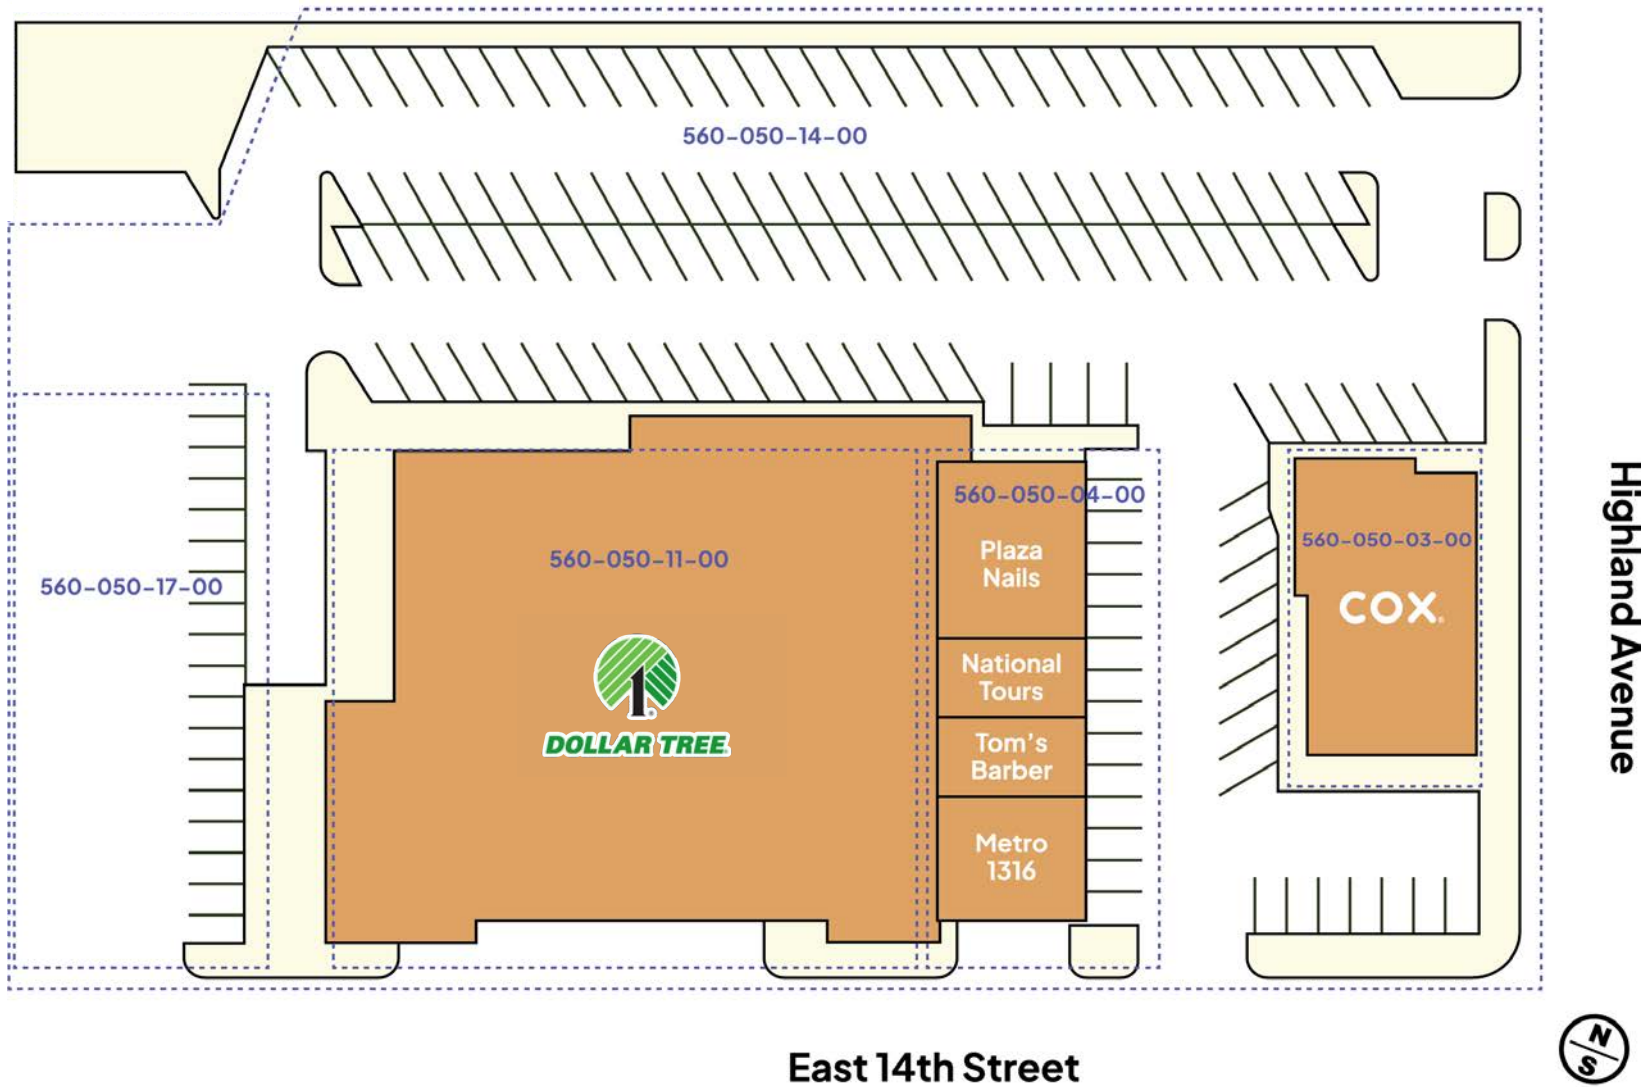 560-050-14-00
560-050-04-00
560-050-11-00
560-050-03-00
560-050-17-00
Plaza
Nails
COX
National
Tours
1
DOLLAR TREE
Tom's
Barber
Metro
1316
Highland Avenue
East 14th Street
N
S